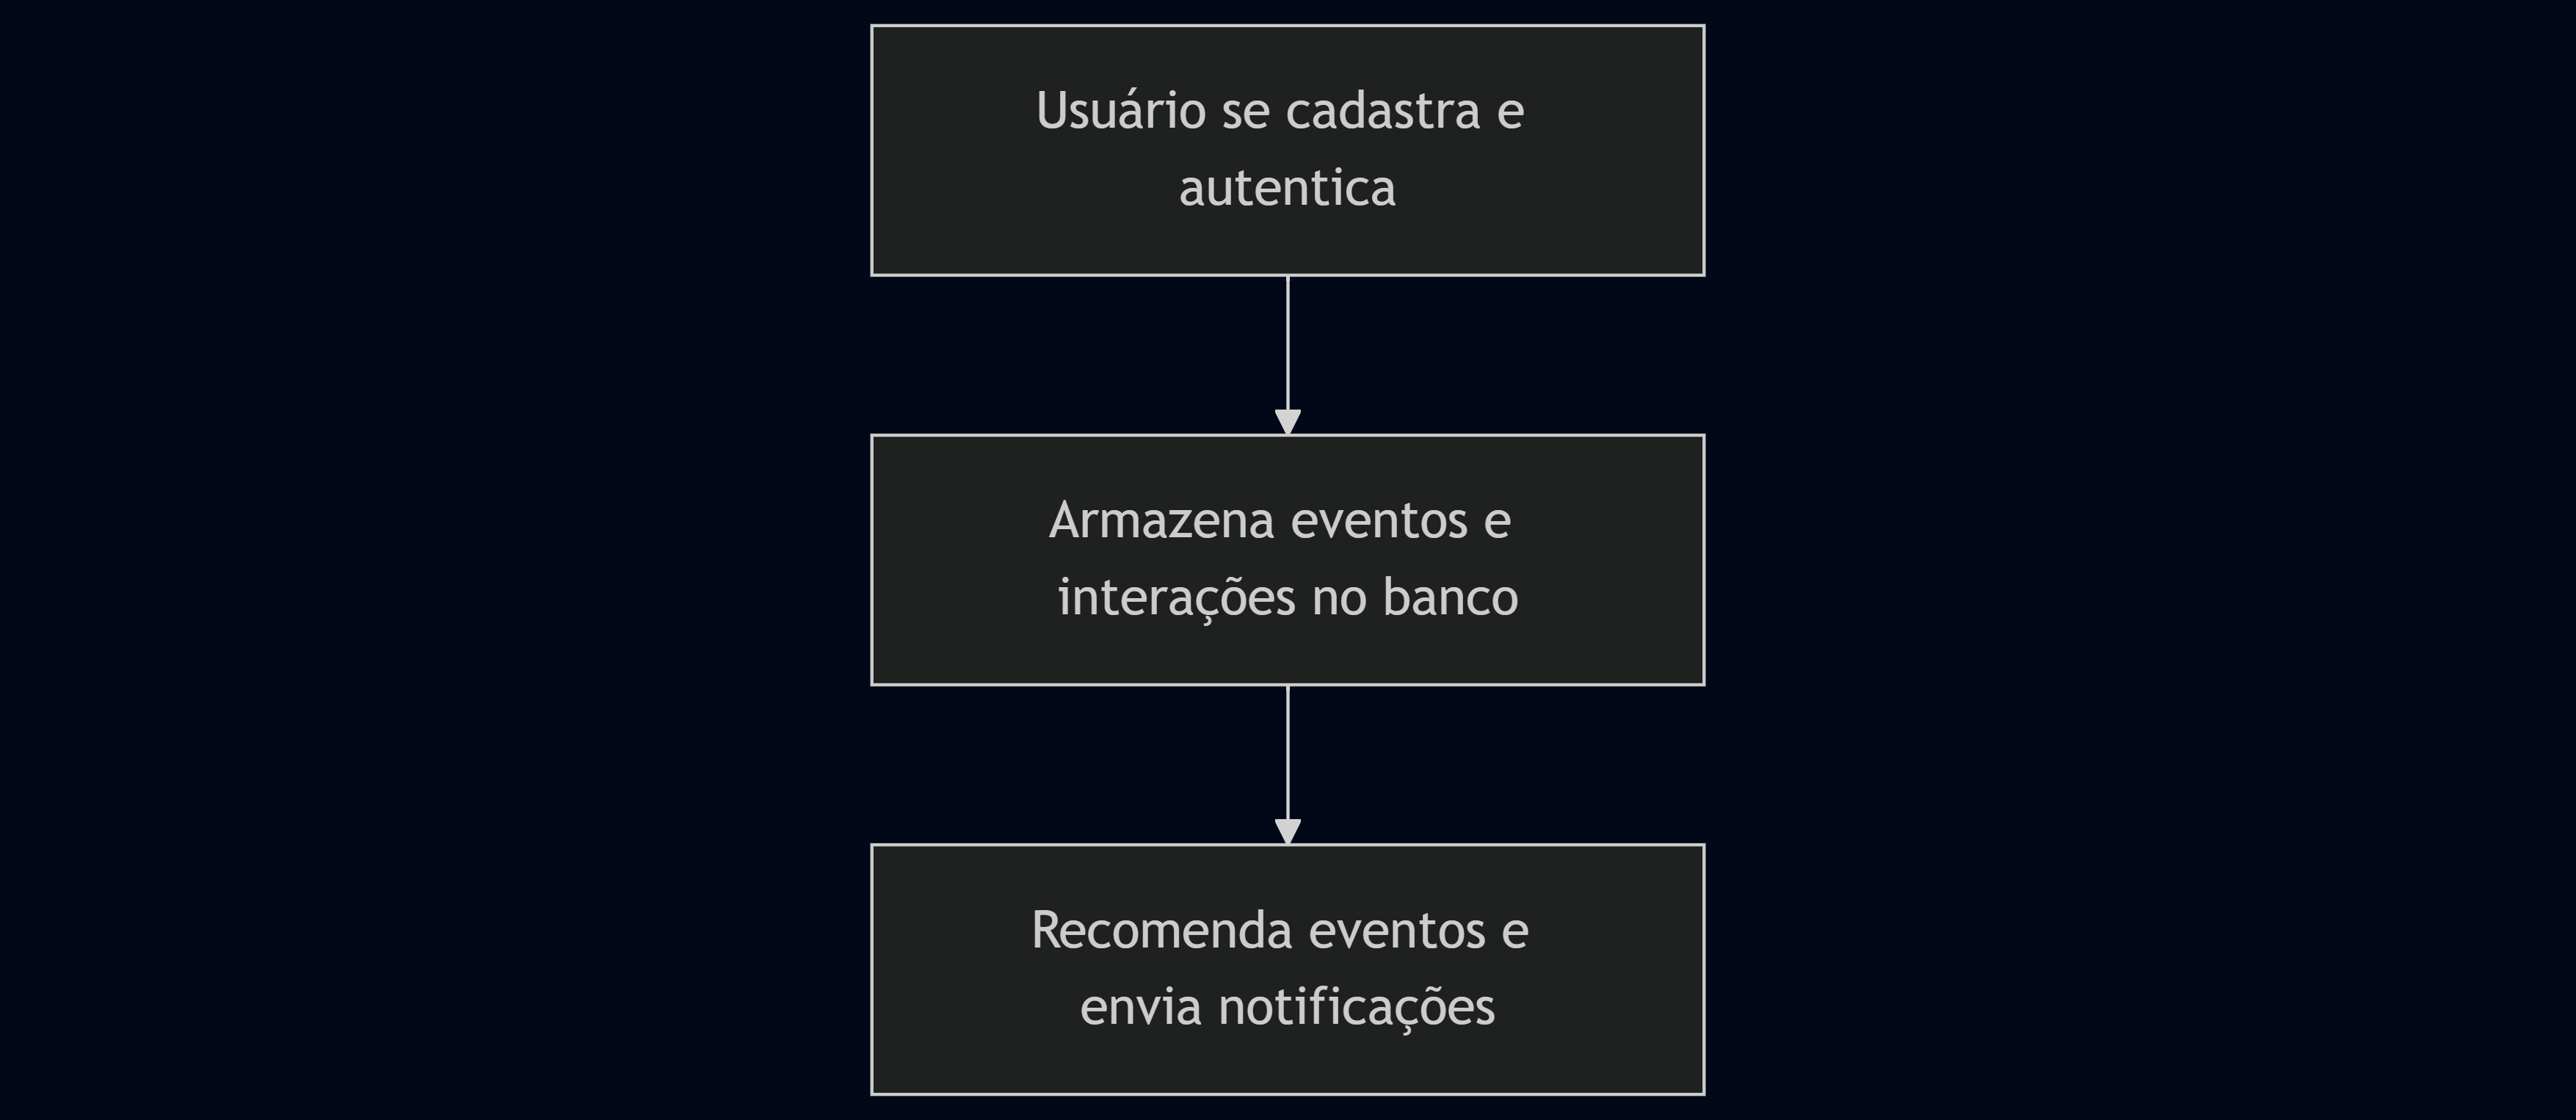 Usuário se cadastra e
autentica
Armazena eventos e
interações no banco
Recomenda eventos e
envia notificações